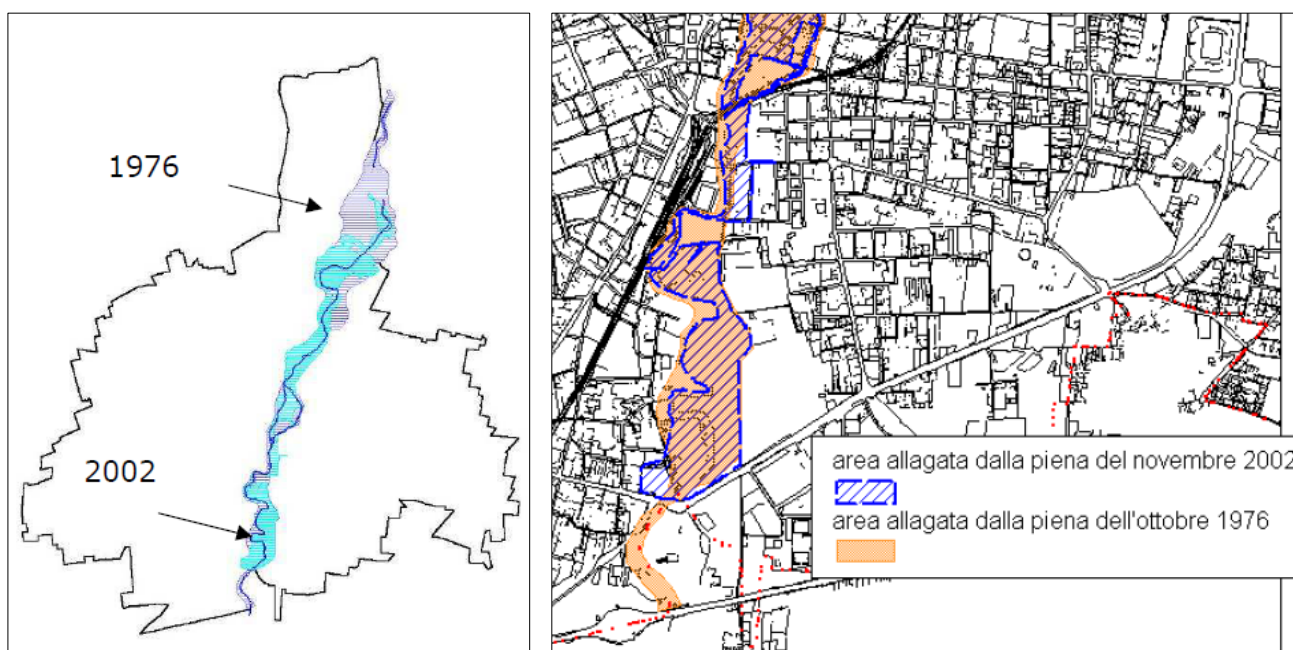 1976
2002
area allagata dalla piena del novembre 2002
area allagata dalla piena dell'ottobre 1976